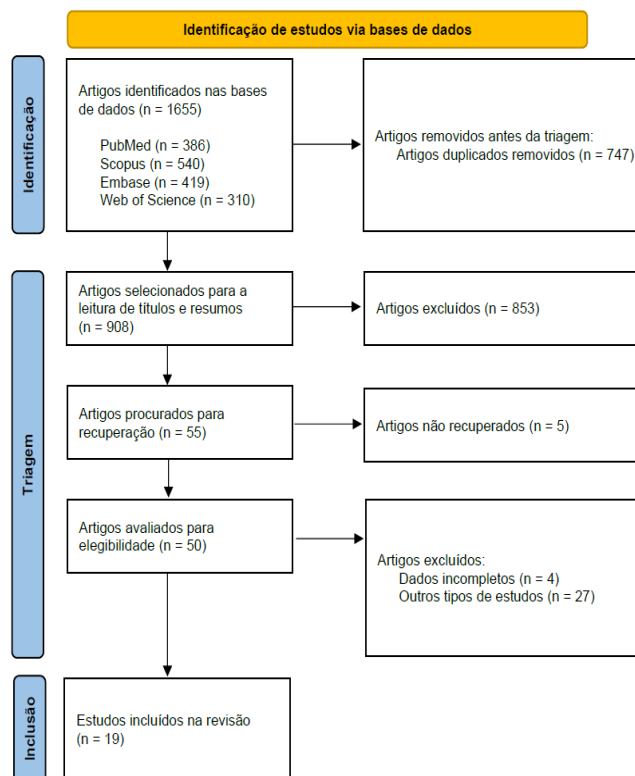 Identificação de estudos via bases de dados
Identificação
Artigos identificados nas bases
de dados (n = 1655)
PubMed (n = 386)
Scopus (n = 540)
Embase (n = 419)
Web of Science (n = 310)
Artigos removidos antes da triagem:
Artigos duplicados removidos (n = 747)
Triagem
Artigos selecionados para a
leitura de títulos e resumos
(n = 908)
Artigos excluídos (n = 853)
Artigos procurados para
recuperação (n = 55)
Artigos não recuperados (n = 5)
Artigos avaliados para
elegibilidade (n = 50)
Artigos excluídos:
Dados incompletos (n = 4)
Outros tipos de estudos (n = 27)
Inclusão
Estudos incluídos na revisão
(n = 19)